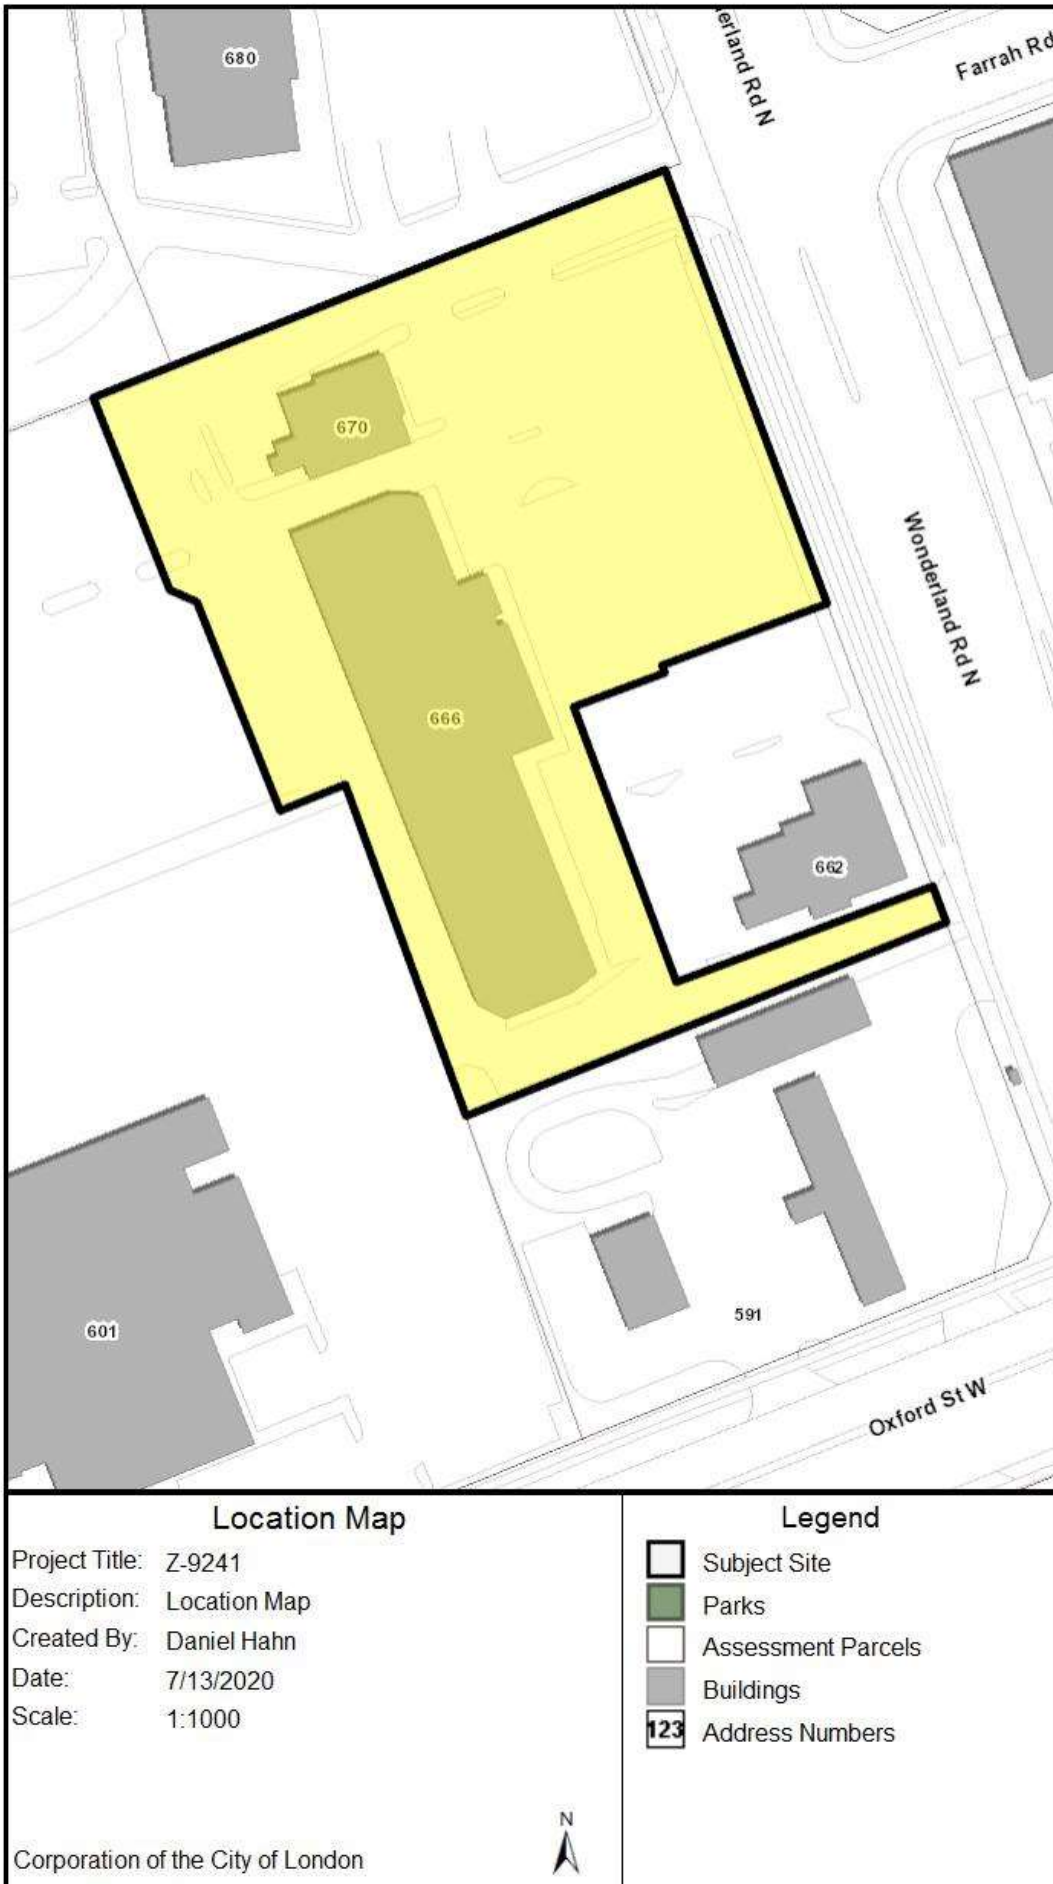 680
erland Rd N
Farrah Rd
670
Wonderland Rd N
666
662
601
591
Oxford St W
Location Map
Project Title: Z-9241
Description: Location Map
Created By: Daniel Hahn
Date: 7/13/2020
Scale: 1:1000
N
Corporation of the City of London
Legend
Subject Site
Parks
Assessment Parcels
Buildings
123 Address Numbers